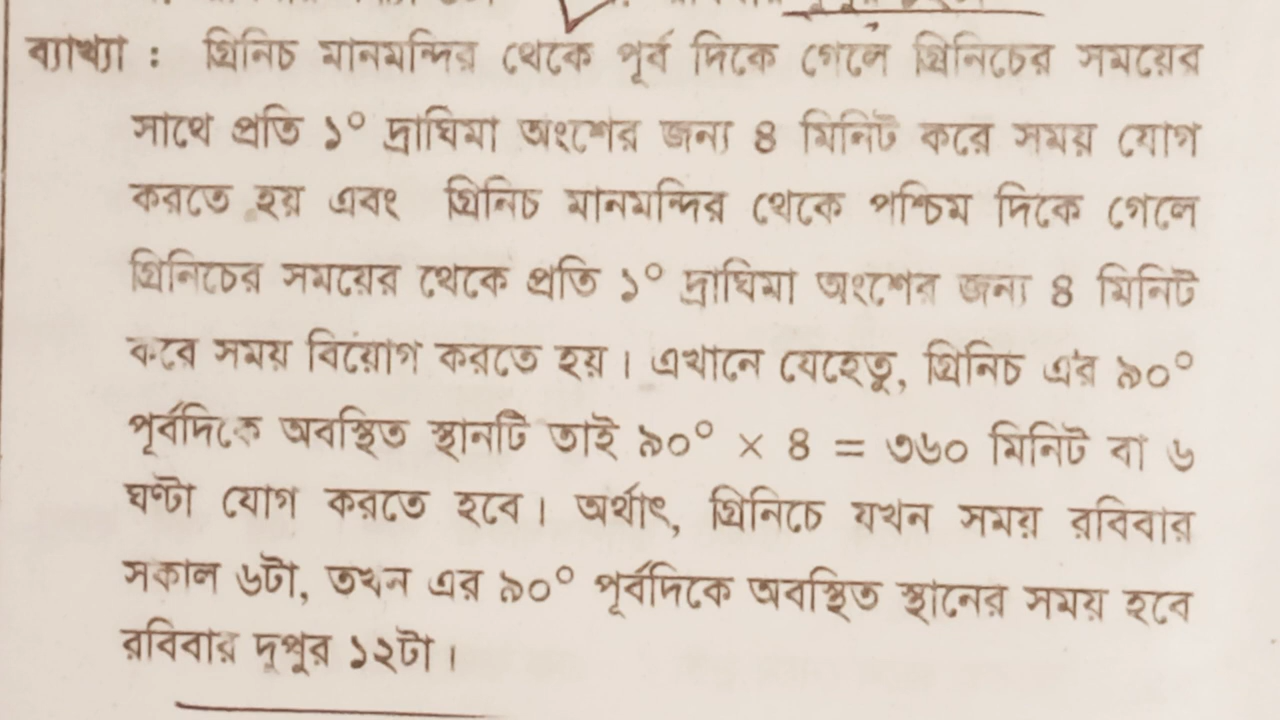 ব্যাখ্যা : গ্রিনিচ মানমন্দির থেকে পূর্ব দিকে গেলে গ্রিনিচের সময়ের
সাথে প্রতি ১° দ্রাঘিমা অংশের জন্য ৪ মিনিট করে সময় যোগ
করতে হয় এবং গ্রিনিচ মানমন্দির থেকে পশ্চিম দিকে গেলে
গ্রিনিচের সময়ের থেকে প্রতি ১° দ্রাঘিমা অংশের জন্য ৪ মিনিট
করে সময় বিয়োগ করতে হয়। এখানে যেহেতু, গ্রিনিচ এর ৯০°
পূর্বদিকে অবস্থিত স্থানটি তাই ৯০° × ৪ = ৩৬০ মিনিট বা ৬
ঘণ্টা যোগ করতে হবে। অর্থাৎ, গ্রিনিচে যখন সময় রবিবার
সকাল ৬টা, তখন এর ৯০° পূর্বদিকে অবস্থিত স্থানের সময় হবে
রবিবার দুপুর ১২টা।